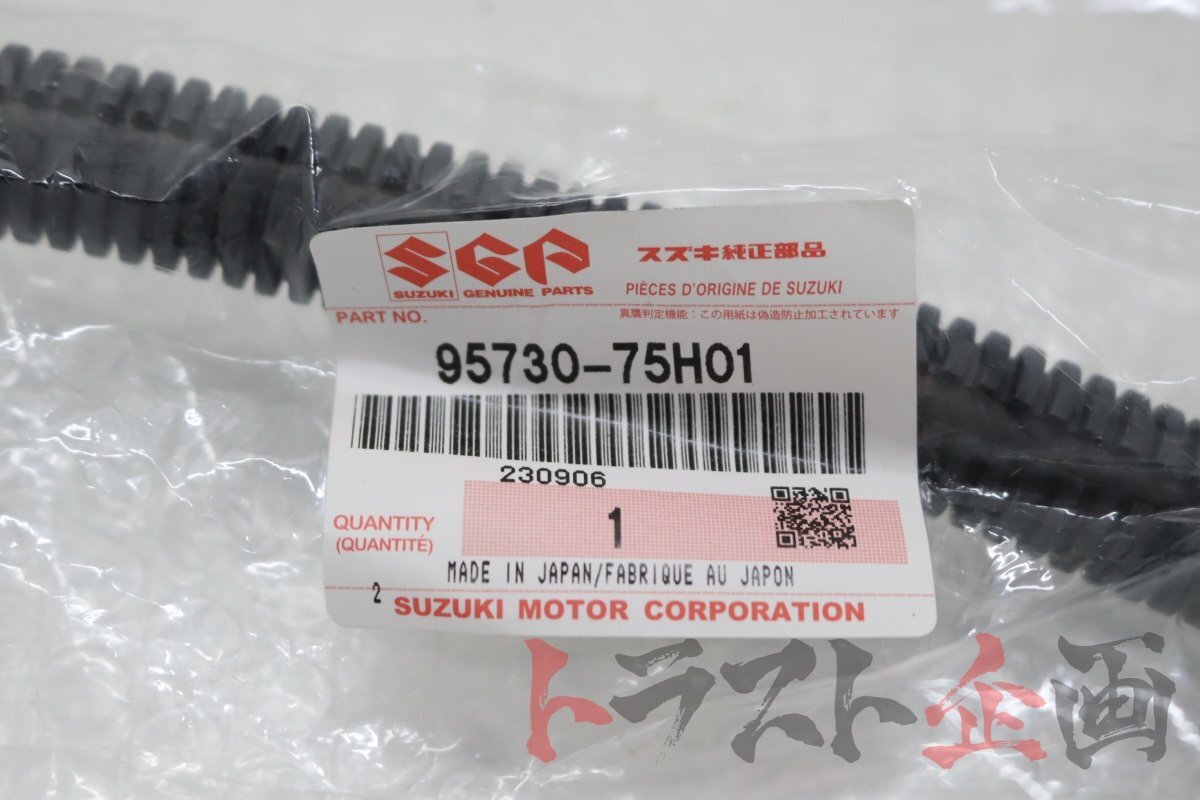 SUZUKI
SGP
GENUINE PARTS
スズキ純正部品
PIÈCES D'ORIGINE DE SUZUKI
PART NO.
真贋判定機能：この用紙は偽造防止加工されています
95730-75H01
230906
QUANTITY
(QUANTITÉ)
1
MADE IN JAPAN/FABRIQUE AU JAPON
2
SUZUKI MOTOR CORPORATION
トラスト企画